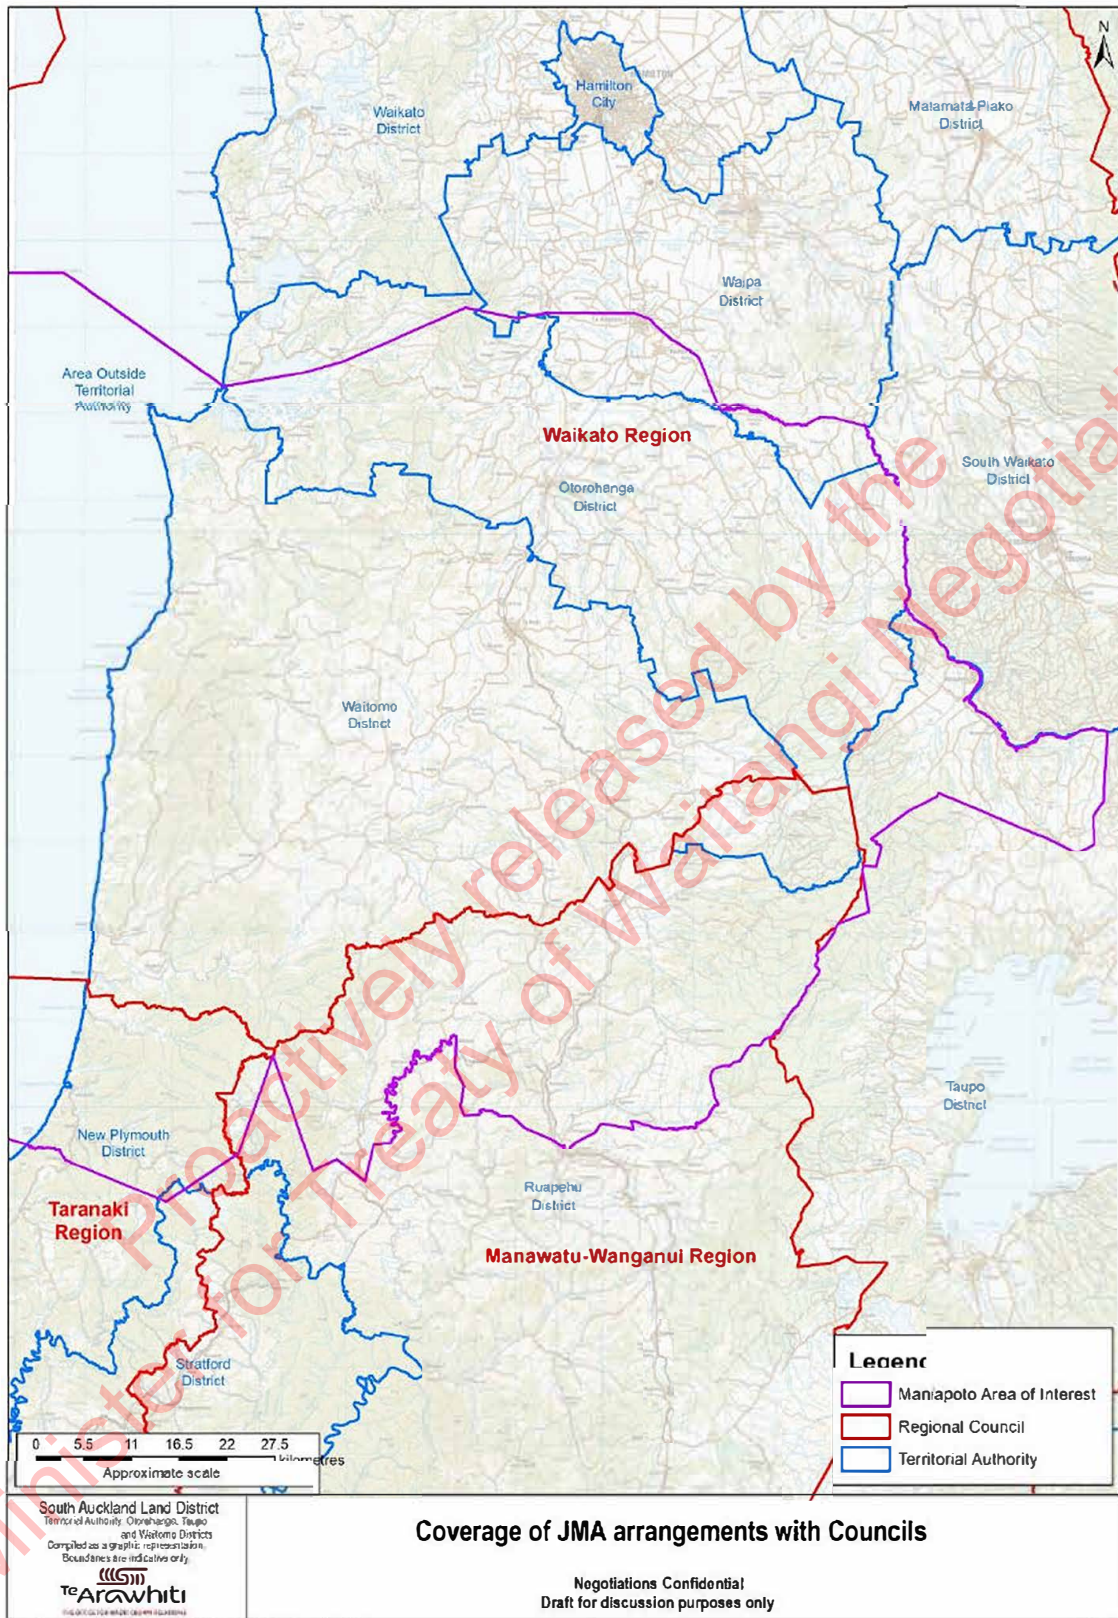 N
Hamilton
City
Waikato
District
Matamata-Piako
District
Waipa
District
Area Outside
Territorial
Authority
Waikato Region
Otorohanga
District
South Waikato
District
Waitomo
District
Taupo
District
New Plymouth
District
Taranaki
Region
Ruapehu
District
Manawatu-Wanganui Region
Stratford
District
Proactively released by the
Minister for Treaty of Waitangi Negotiat
Legend
Maniapoto Area of Interest
Regional Council
Territorial Authority
0 5.5 11 16.5 22 27.5
kilometres
Approximate scale
South Auckland Land District
Territorial Authority: Otorohanga, Taupo
and Waitomo Districts
Compiled as a graphic representation.
Boundaries are indicative only.
Te Arawhiti
Coverage of JMA arrangements with Councils
Negotiations Confidential
Draft for discussion purposes only